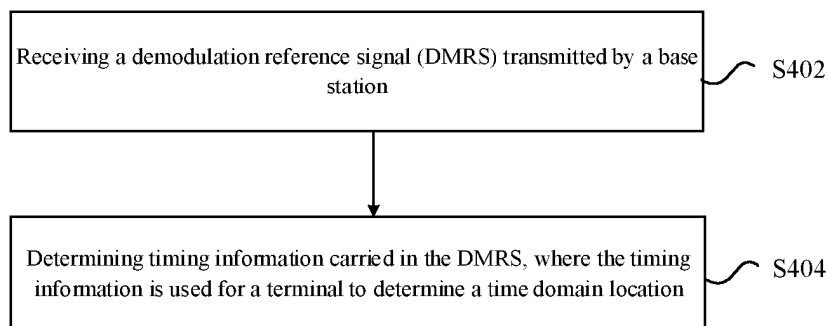 Receiving a demodulation reference signal (DMRS) transmitted by a base
station
S402
Determining timing information carried in the DMRS, where the timing
information is used for a terminal to determine a time domain location
S404